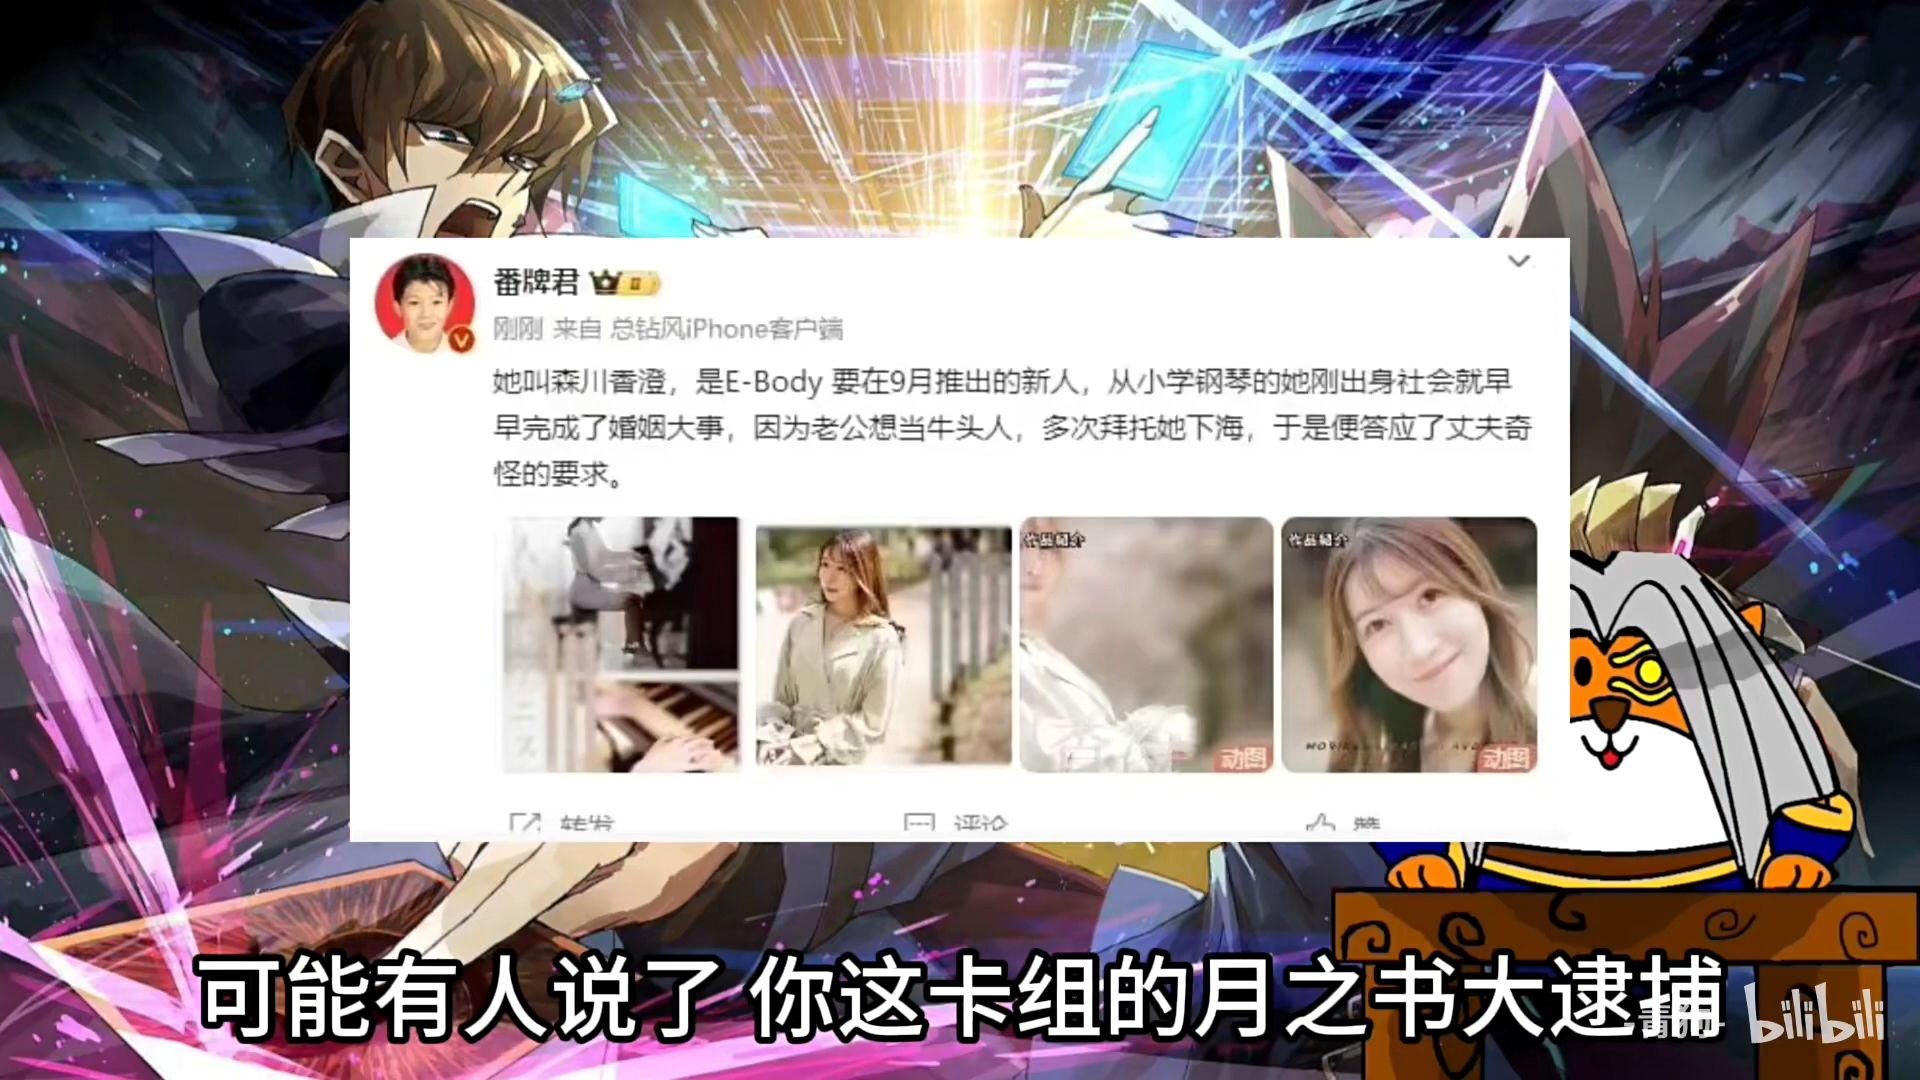 番牌君
刚刚 来自 总钻风iPhone客户端
她叫森川香澄，是E-Body 要在9月推出的新人，从小学钢琴的她刚出身社会就早
早完成了婚姻大事，因为老公想当牛头人，多次拜托她下海，于是便答应了丈夫奇
怪的要求。
作品紹介
作品紹介
动图
动图
转发
评论
赞
可能有人说了 你这卡组的月之书大逮捕
bilibili